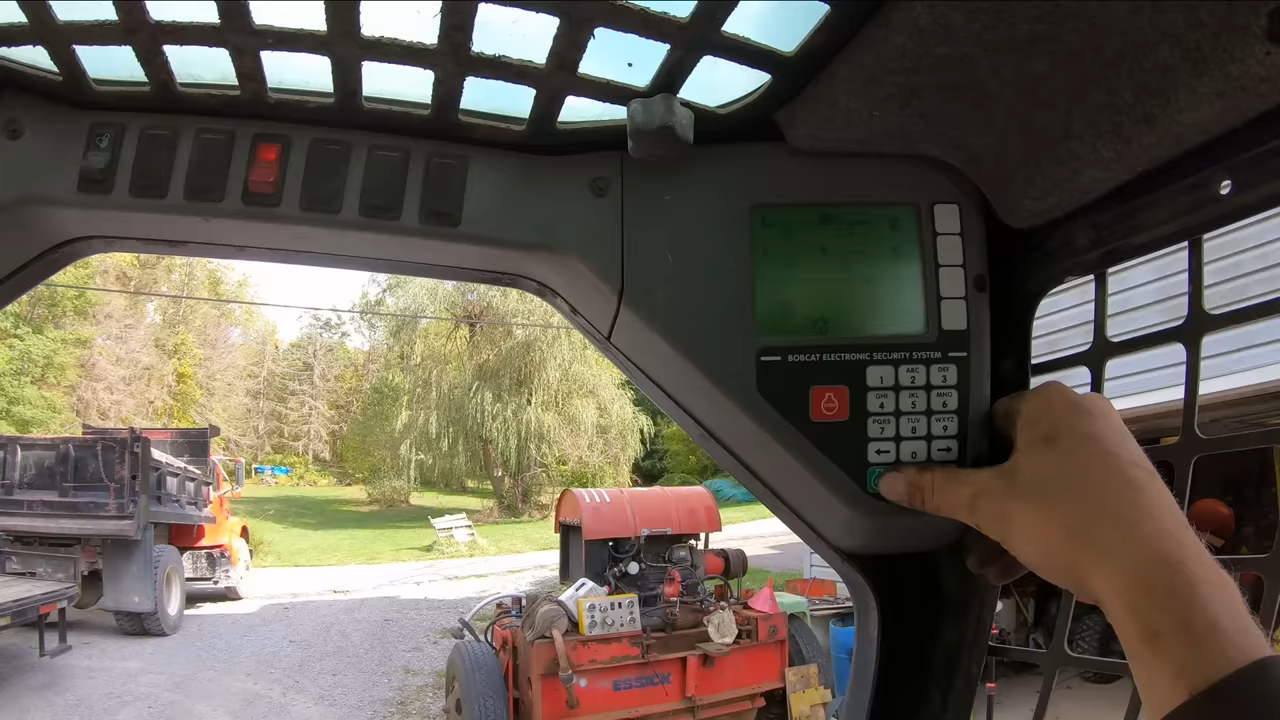 BOBCAT ELECTRONIC SECURITY SYSTEM
1
ABC
2
DEF
3
GHI
4
JKL
5
MNO
6
STOP
PQRS
7
TUV
8
WXYZ
9
0
ESSICK